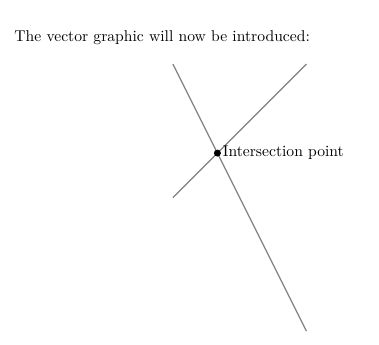 The vector graphic will now be introduced:
Intersection point